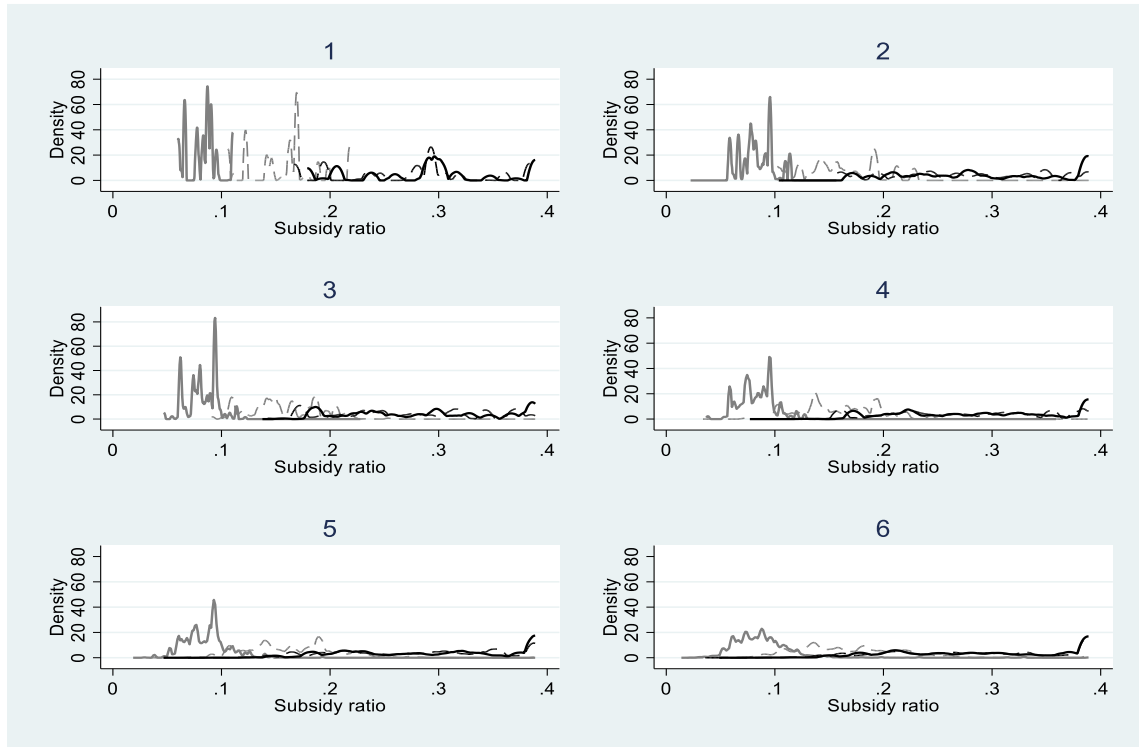 1
Density
0 20 40 60 80
0 .1 .2 .3 .4
Subsidy ratio
2
Density
0 20 40 60 80
0 .1 .2 .3 .4
Subsidy ratio
3
Density
0 20 40 60 80
0 .1 .2 .3 .4
Subsidy ratio
4
Density
0 20 40 60 80
0 .1 .2 .3 .4
Subsidy ratio
5
Density
0 20 40 60 80
0 .1 .2 .3 .4
Subsidy ratio
6
Density
0 20 40 60 80
0 .1 .2 .3 .4
Subsidy ratio